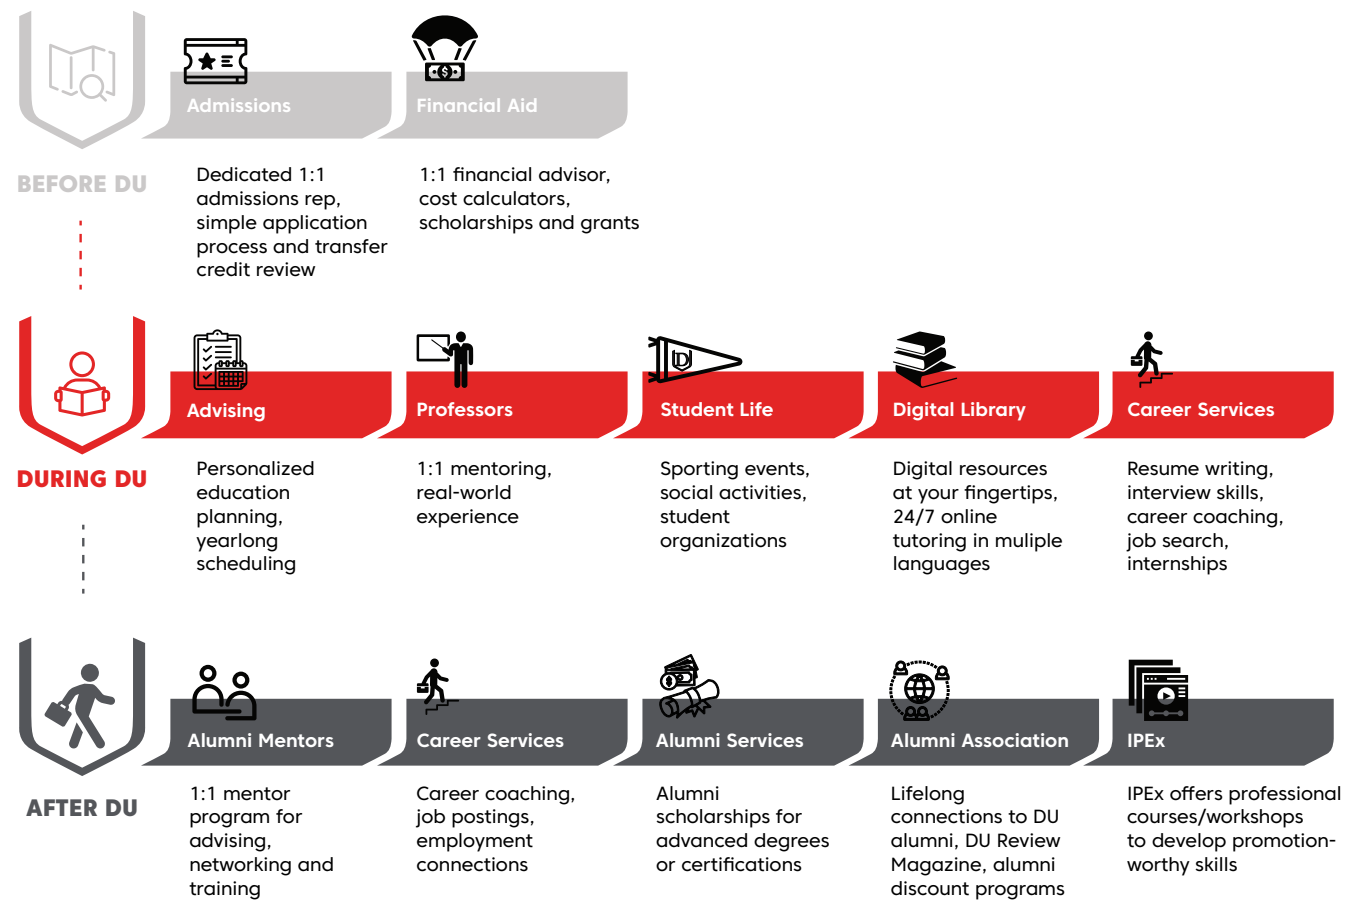 Admissions
Financial Aid
BEFORE DU
Dedicated 1:1
admissions rep,
simple application
process and transfer
credit review
1:1 financial advisor,
cost calculators,
scholarships and grants
Advising
Professors
Student Life
Digital Library
Career Services
DURING DU
Personalized
education
planning,
yearlong
scheduling
1:1 mentoring,
real-world
experience
Sporting events,
social activities,
student
organizations
Digital resources
at your fingertips,
24/7 online
tutoring in muliple
languages
Resume writing,
interview skills,
career coaching,
job search,
internships
Alumni Mentors
Career Services
Alumni Services
Alumni Association
IPEx
AFTER DU
1:1 mentor
program for
advising,
networking and
training
Career coaching,
job postings,
employment
connections
Alumni
scholarships for
advanced degrees
or certifications
Lifelong
connections to DU
alumni, DU Review
Magazine, alumni
discount programs
IPEx offers professional
courses/workshops
to develop promotion-
worthy skills